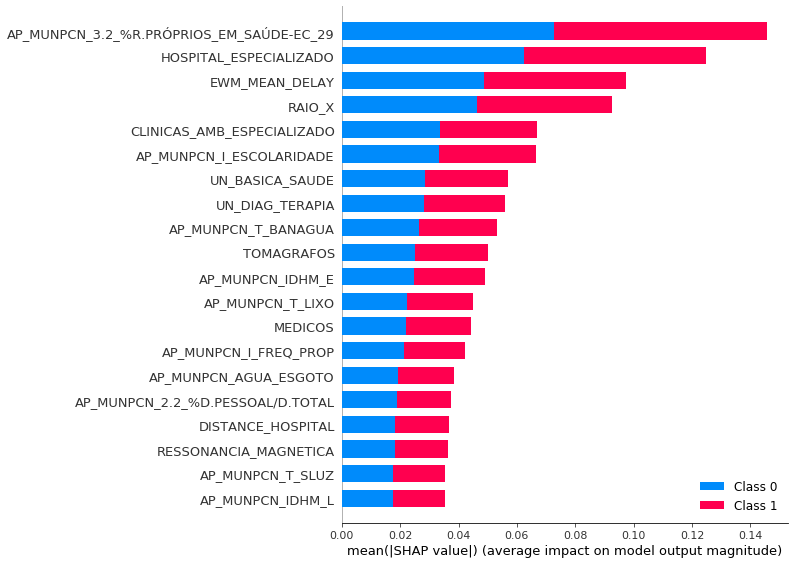 AP_MUNPCN_3.2_%R.PRÓPRIOS_EM_SAÚDE-EC_29
HOSPITAL_ESPECIALIZADO
EWM_MEAN_DELAY
RAIO_X
CLINICAS_AMB_ESPECIALIZADO
AP_MUNPCN_I_ESCOLARIDADE
UN_BASICA_SAUDE
UN_DIAG_TERAPIA
AP_MUNPCN_T_BANAGUA
TOMAGRAFOS
AP_MUNPCN_IDHM_E
AP_MUNPCN_T_LIXO
MEDICOS
AP_MUNPCN_I_FREQ_PROP
AP_MUNPCN_AGUA_ESGOTO
AP_MUNPCN_2.2_%D.PESSOAL/D.TOTAL
DISTANCE_HOSPITAL
RESSONANCIA_MAGNETICA
AP_MUNPCN_T_SLUZ
AP_MUNPCN_IDHM_L
Class 0
Class 1
0.00 0.02 0.04 0.06 0.08 0.10 0.12 0.14
mean(|SHAP value|) (average impact on model output magnitude)